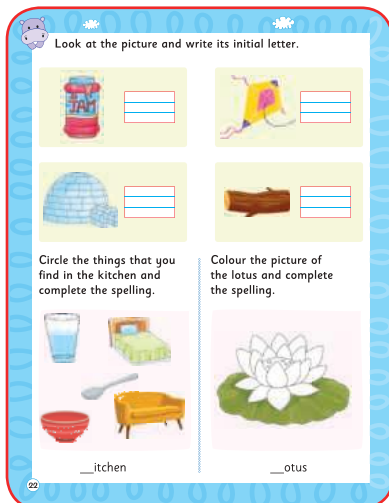 Look at the picture and write its initial letter.
JAM
Circle the things that you
find in the kitchen and
complete the spelling.
Colour the picture of
the lotus and complete
the spelling.
__itchen
__otus
22